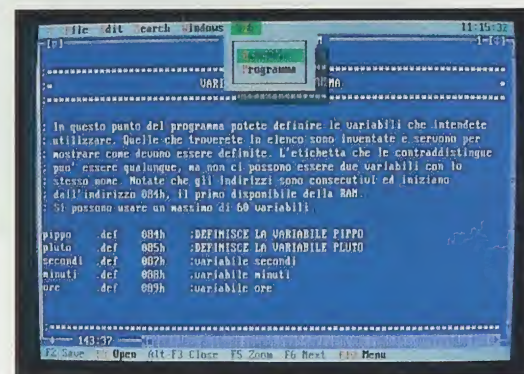 File Edit Search Windows 11:15:32
Assemble
Programma
In questo punto del programma potete definire le variabili che intendete
utilizzare. Quelle che troverete in elenco sono inventate e servono per
mostrare come devono essere definite. L'etichetta che le contraddistingue
puo' essere qualunque, ma non ci possono essere due variabili con lo
stesso nome. Notate che gli indirizzi sono consecutivi ed iniziano
dall'indirizzo 084h, il primo disponibile della RAM.
Si possono usare un massimo di 60 variabili
pippo .def 084h ;DEFINISCE LA VARIABILE PIPPO
pluto .def 085h ;DEFINISCE LA VARIABILE PLUTO
secondi .def 087h ;variabile secondi
minuti .def 088h ;variabile minuti
ore .def 089h ;variabile ore
143:37
F2 Save Open Alt-F3 Close F5 Zoom F6 Next F10 Menu